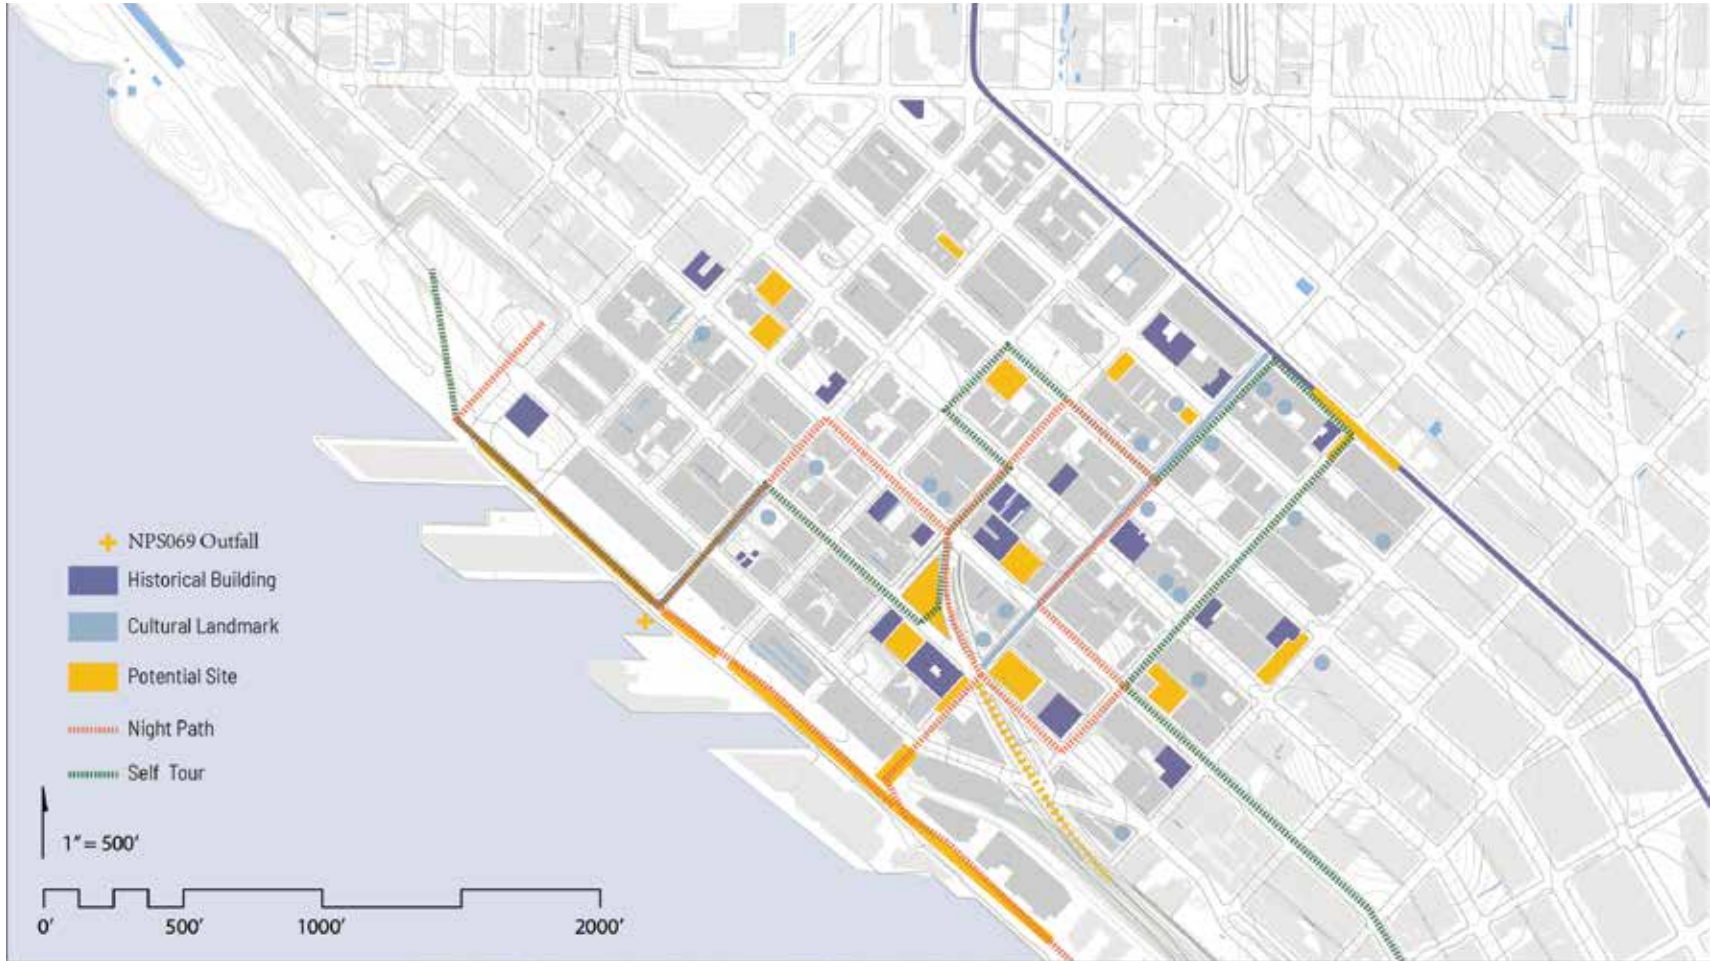 NPS069 Outfall
Historical Building
Cultural Landmark
Potential Site
Night Path
Self Tour
1" = 500'
0' 500' 1000' 2000'